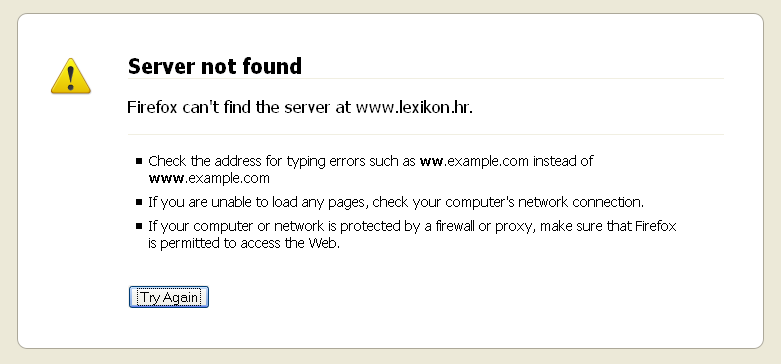 Server not found
Firefox can't find the server at www.lexikon.hr.
Check the address for typing errors such as ww.example.com instead of
www.example.com
If you are unable to load any pages, check your computer's network connection.
If your computer or network is protected by a firewall or proxy, make sure that Firefox
is permitted to access the Web.
Try Again